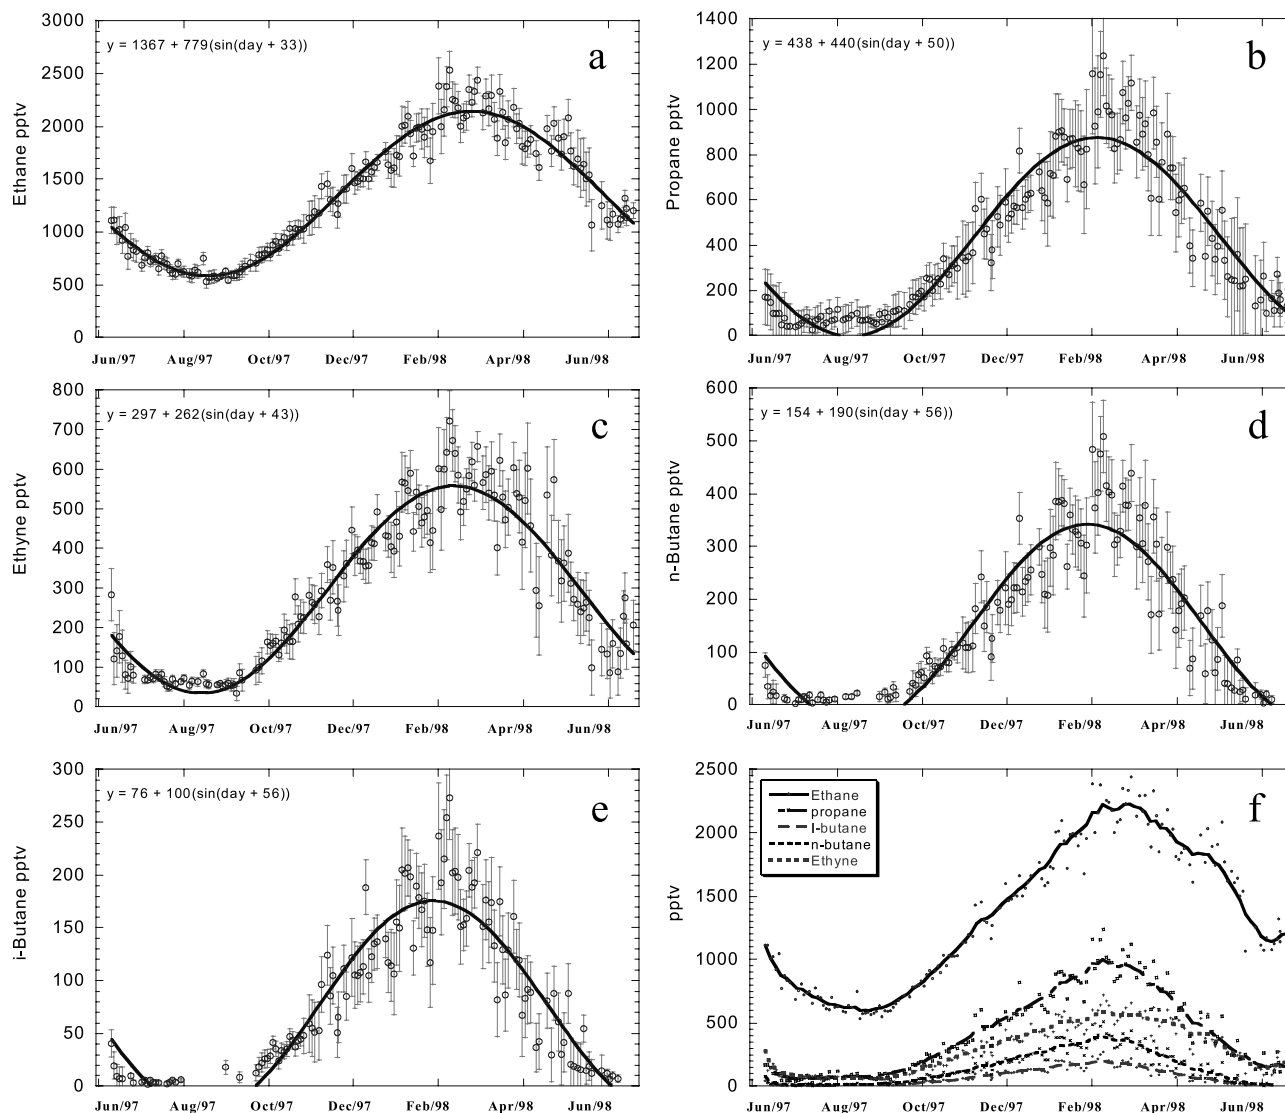 3000
y = 1367 + 779(sin(day + 33))
a
2500
2000
1500
1000
500
0
Ethane pptv
Jun/97 Aug/97 Oct/97 Dec/97 Feb/98 Apr/98 Jun/98
1400
y = 438 + 440(sin(day + 50))
b
1200
1000
800
600
400
200
0
Propane pptv
Jun/97 Aug/97 Oct/97 Dec/97 Feb/98 Apr/98 Jun/98
800
y = 297 + 262(sin(day + 43))
c
700
600
500
400
300
200
100
0
Ethyne pptv
Jun/97 Aug/97 Oct/97 Dec/97 Feb/98 Apr/98 Jun/98
600
y = 154 + 190(sin(day + 56))
d
500
400
300
200
100
0
n-Butane pptv
Jun/97 Aug/97 Oct/97 Dec/97 Feb/98 Apr/98 Jun/98
300
y = 76 + 100(sin(day + 56))
e
250
200
150
100
50
0
i-Butane pptv
Jun/97 Aug/97 Oct/97 Dec/97 Feb/98 Apr/98 Jun/98
2500
Ethane
propane
I-butane
n-butane
Ethyne
f
2000
1500
1000
500
0
pptv
Jun/97 Aug/97 Oct/97 Dec/97 Feb/98 Apr/98 Jun/98